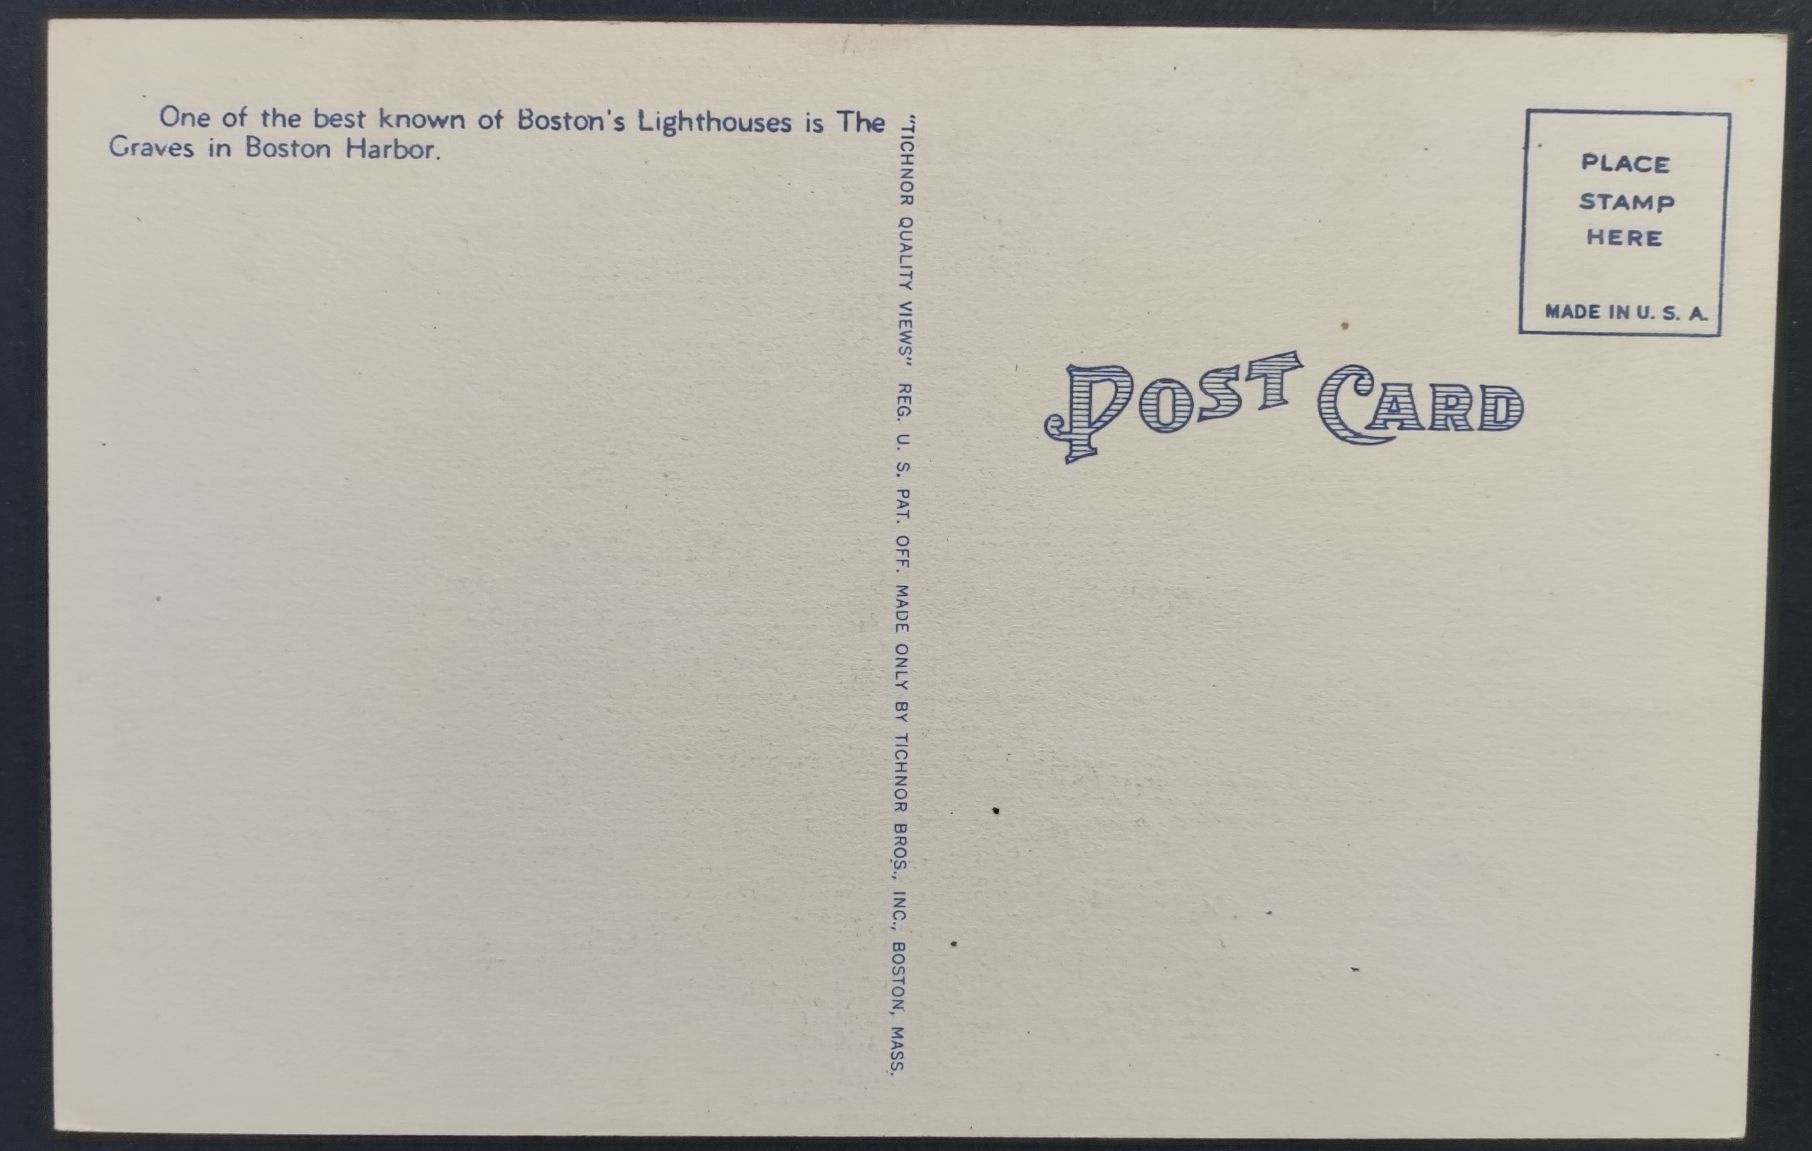 One of the best known of Boston's Lighthouses is The
Graves in Boston Harbor.
"TICHNOR QUALITY VIEWS" REG. U. S. PAT. OFF. MADE ONLY BY TICHNOR BROS., INC., BOSTON, MASS.
PLACE
STAMP
HERE
MADE IN U. S. A.
POST CARD